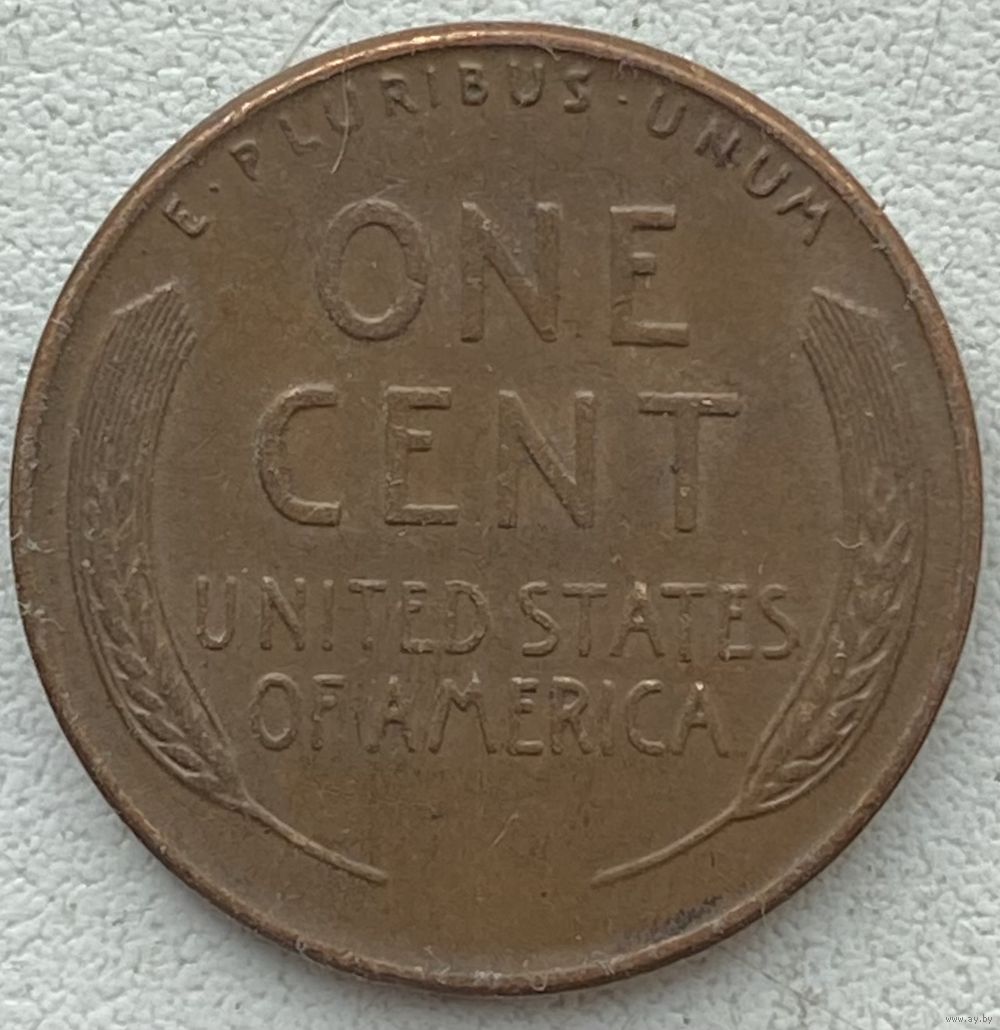 E · PLURIBUS · UNUM
ONE
CENT
UNITED STATES
OF AMERICA
www.ay.by